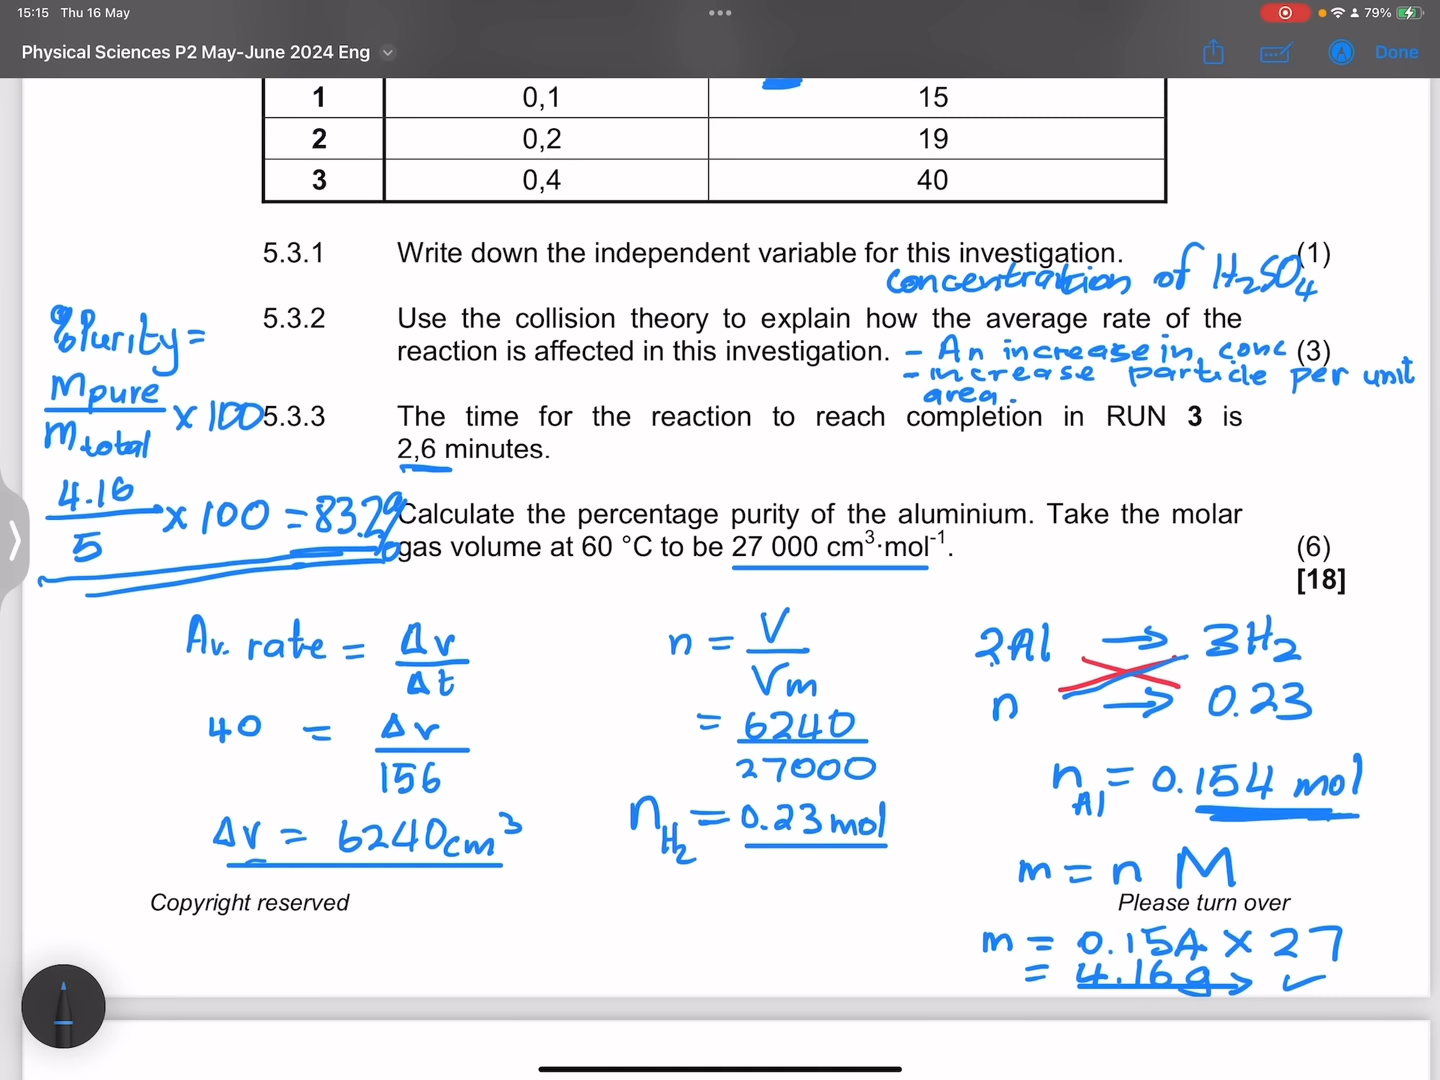 15:15 Thu 16 May
79%
Physical Sciences P2 May-June 2024 Eng
Done
1 0,1 15
2 0,2 19
3 0,4 40
5.3.1 Write down the independent variable for this investigation. (1)
concentration of H₂SO₄
5.3.2 Use the collision theory to explain how the average rate of the
reaction is affected in this investigation. (3)
- An increase in conc
- increase particle per unit
area.
5.3.3 The time for the reaction to reach completion in RUN 3 is
2,6 minutes.
Calculate the percentage purity of the aluminium. Take the molar
gas volume at 60 °C to be 27 000 cm³·mol⁻¹. (6)
[18]
%Purity =
Mpure
Mtotal
x 100
4.16
5
x 100 = 83.2%
Av. rate = Δv
Δt
40 = Δv
156
Δv = 6240cm³
n = V
Vm
= 6240
27000
nH₂ = 0.23mol
2Al → 3H₂
n → 0.23
nAl = 0.154 mol
m = n M
m = 0.154 x 27
= 4.16g
Copyright reserved
Please turn over